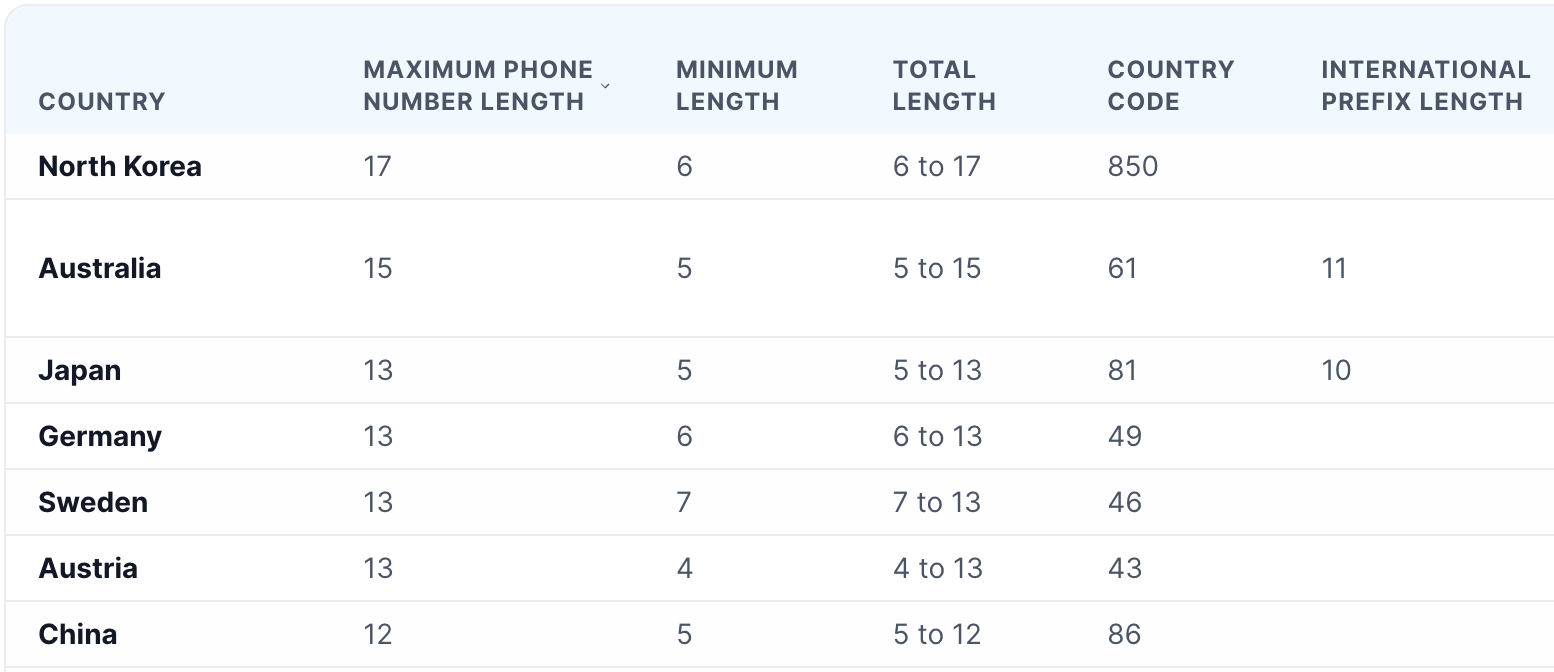 COUNTRY MAXIMUM PHONE NUMBER LENGTH MINIMUM LENGTH TOTAL LENGTH COUNTRY CODE INTERNATIONAL PREFIX LENGTH
North Korea 17 6 6 to 17 850
Australia 15 5 5 to 15 61 11
Japan 13 5 5 to 13 81 10
Germany 13 6 6 to 13 49
Sweden 13 7 7 to 13 46
Austria 13 4 4 to 13 43
China 12 5 5 to 12 86